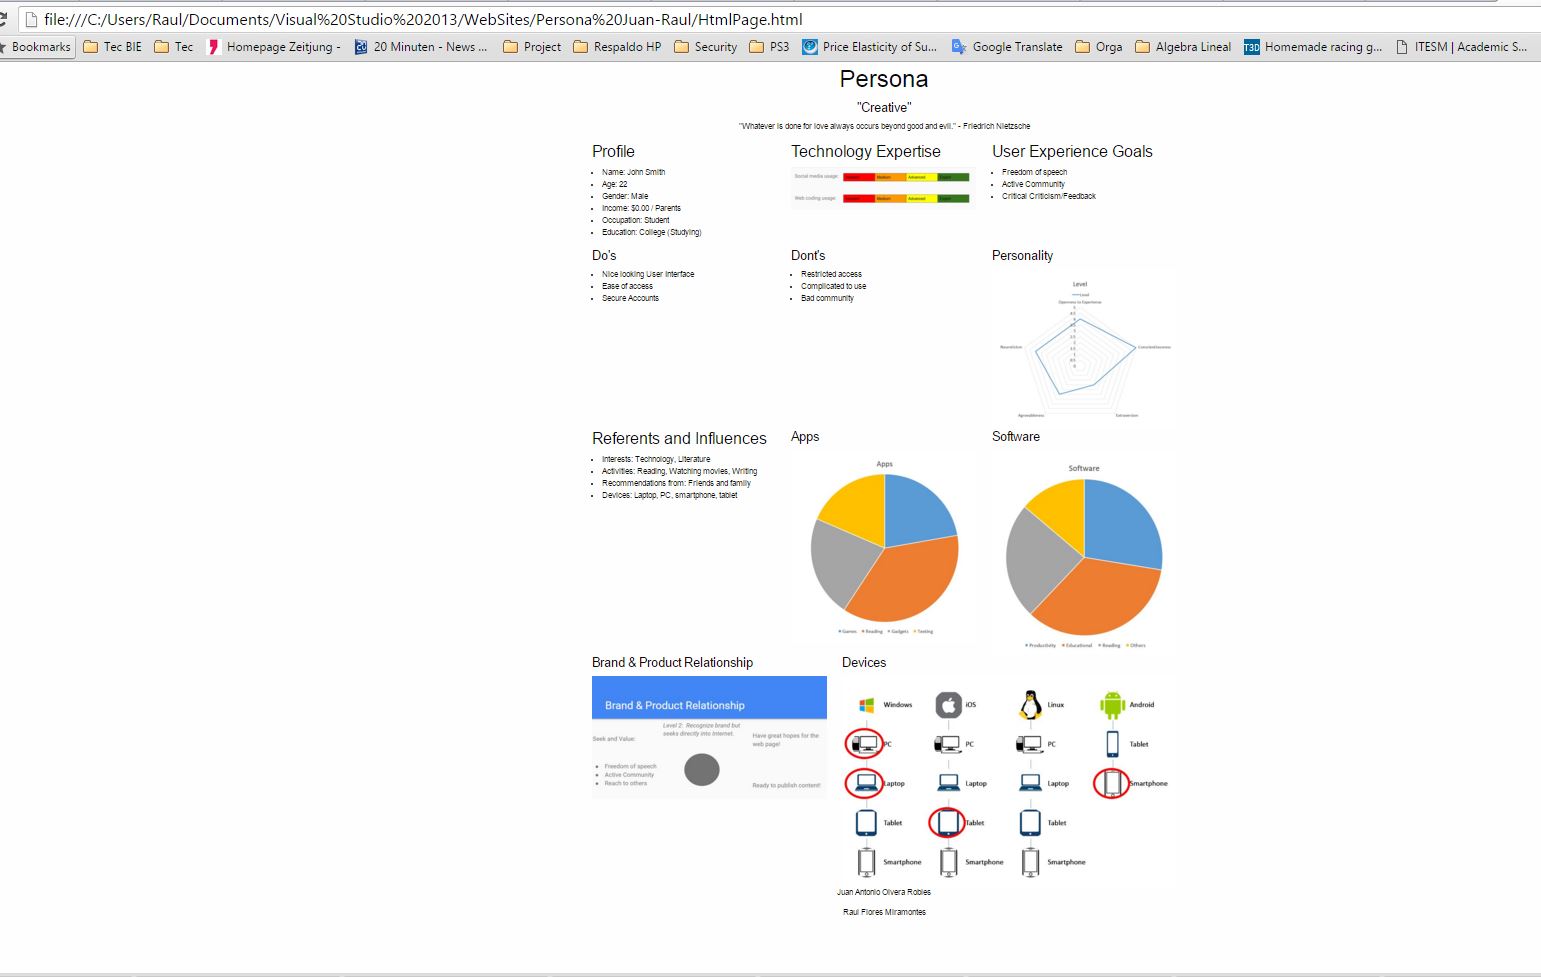 file:///C:/Users/Raul/Documents/Visual%20Studio%202013/WebSites/Persona%20Juan-Raul/HtmlPage.html
Bookmarks Tec BIE Tec Homepage Zeitjung - 20 Minuten - News ... Project Respaldo HP Security PS3 Price Elasticity of Su... Google Translate Orga Algebra Lineal T3D Homemade racing g... ITESM | Academic S...
Persona
"Creative"
"Whatever is done for love always occurs beyond good and evil." - Friedrich Nietzsche
Profile
Name: John Smith
Age: 22
Gender: Male
Income: $0.00 / Parents
Occupation: Student
Education: College (Studying)
Technology Expertise
Social media usage: Medium Advanced Expert
Web coding usage: Medium Advanced Expert
User Experience Goals
Freedom of speech
Active Community
Critical Criticism/Feedback
Do's
Nice looking User Interface
Ease of access
Secure Accounts
Dont's
Restricted access
Complicated to use
Bad community
Personality
Level
Level
Openness to Experience
Neuroticism
Conscientiousness
Agreeableness
Extraversion
Referents and Influences
Interests: Technology, Literature
Activities: Reading, Watching movies, Writing
Recommendations from: Friends and family
Devices: Laptop, PC, smartphone, tablet
Apps
Apps
Games Reading Gadgets Texting
Software
Software
Productivity Educational Reading Others
Brand & Product Relationship
Brand & Product Relationship
Level 2: Recognize brand but
seeks directly into Internet.
Seek and Value:
Freedom of speech
Active Community
Reach to others
Have great hopes for the
web page!
Ready to publish content!
Devices
Windows iOS Linux Android
PC PC PC Tablet
Laptop Laptop Laptop Smartphone
Tablet Tablet Tablet
Smartphone Smartphone Smartphone
Juan Antonio Olvera Robles
Raul Flores Miramontes